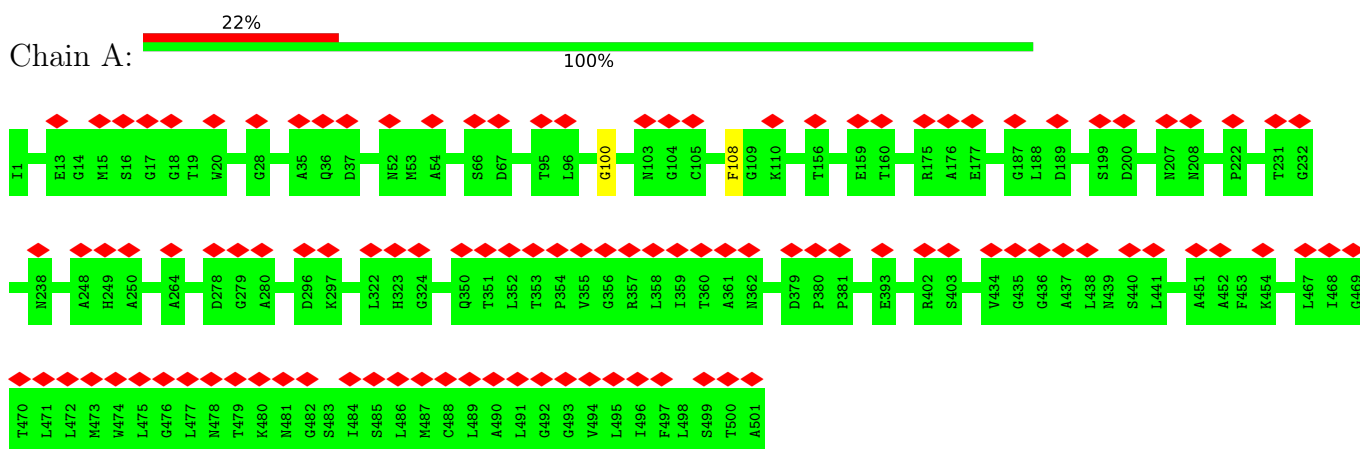 22%
Chain A:
100%
I1 E13 G14 M15 S16 G17 G18 T19 W20 G28 A35 Q36 D37 N52 M53 A54 S66 D67 T95 L96 G100 N103 G104 C105 F108 G109 K110 T156 E159 T160 R175 A176 E177 G187 L188 D189 S199 D200 N207 N208 P222 T231 G232
N238 A248 H249 A250 A264 D278 G279 A280 D296 K297 L322 H323 G324 Q350 T351 L352 T353 P354 V355 G356 R357 L358 I359 T360 A361 N362 D379 P380 P381 E393 R402 S403 V434 G435 G436 A437 L438 N439 S440 L441 A451 A452 F453 K454 L467 I468 G469
T470 L471 L472 M473 W474 L475 G476 L477 N478 T479 K480 N481 G482 S483 I484 S485 L486 M487 C488 L489 A490 L491 G492 G493 V494 L495 I496 F497 L498 S499 T500 A501